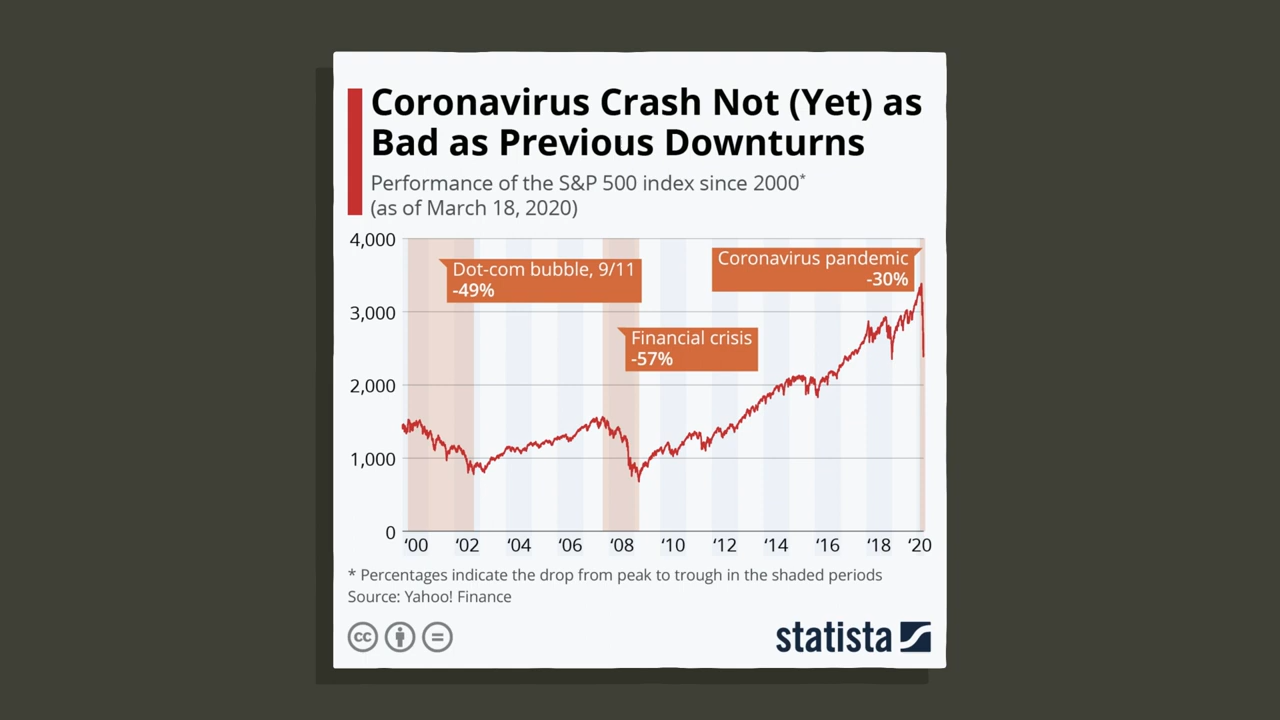 Coronavirus Crash Not (Yet) as
Bad as Previous Downturns
Performance of the S&P 500 index since 2000*
(as of March 18, 2020)
4,000
3,000
2,000
1,000
0
Dot-com bubble, 9/11
-49%
Financial crisis
-57%
Coronavirus pandemic
-30%
‘00 ‘02 ‘04 ‘06 ‘08 ‘10 ‘12 ‘14 ‘16 ‘18 ‘20
* Percentages indicate the drop from peak to trough in the shaded periods
Source: Yahoo! Finance
cc
statista